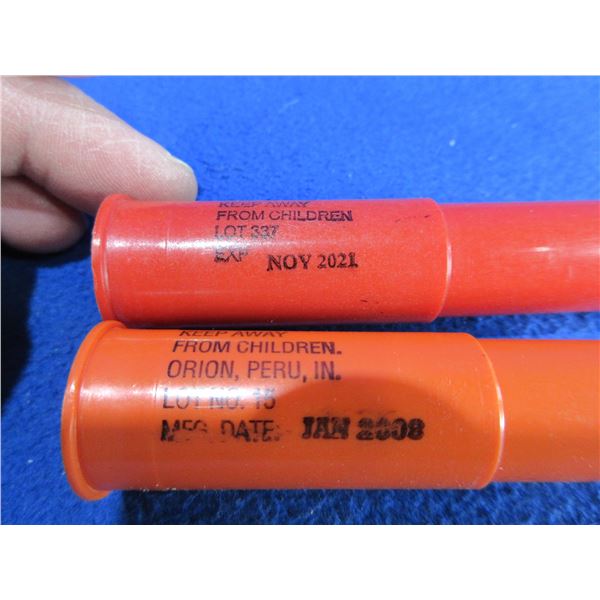 KEEP AWAY
FROM CHILDREN
LOT 337
EXP NOV 2021
KEEP AWAY
FROM CHILDREN.
ORION, PERU, IN.
LOT NO. 15
MFG. DATE: JAN 2008